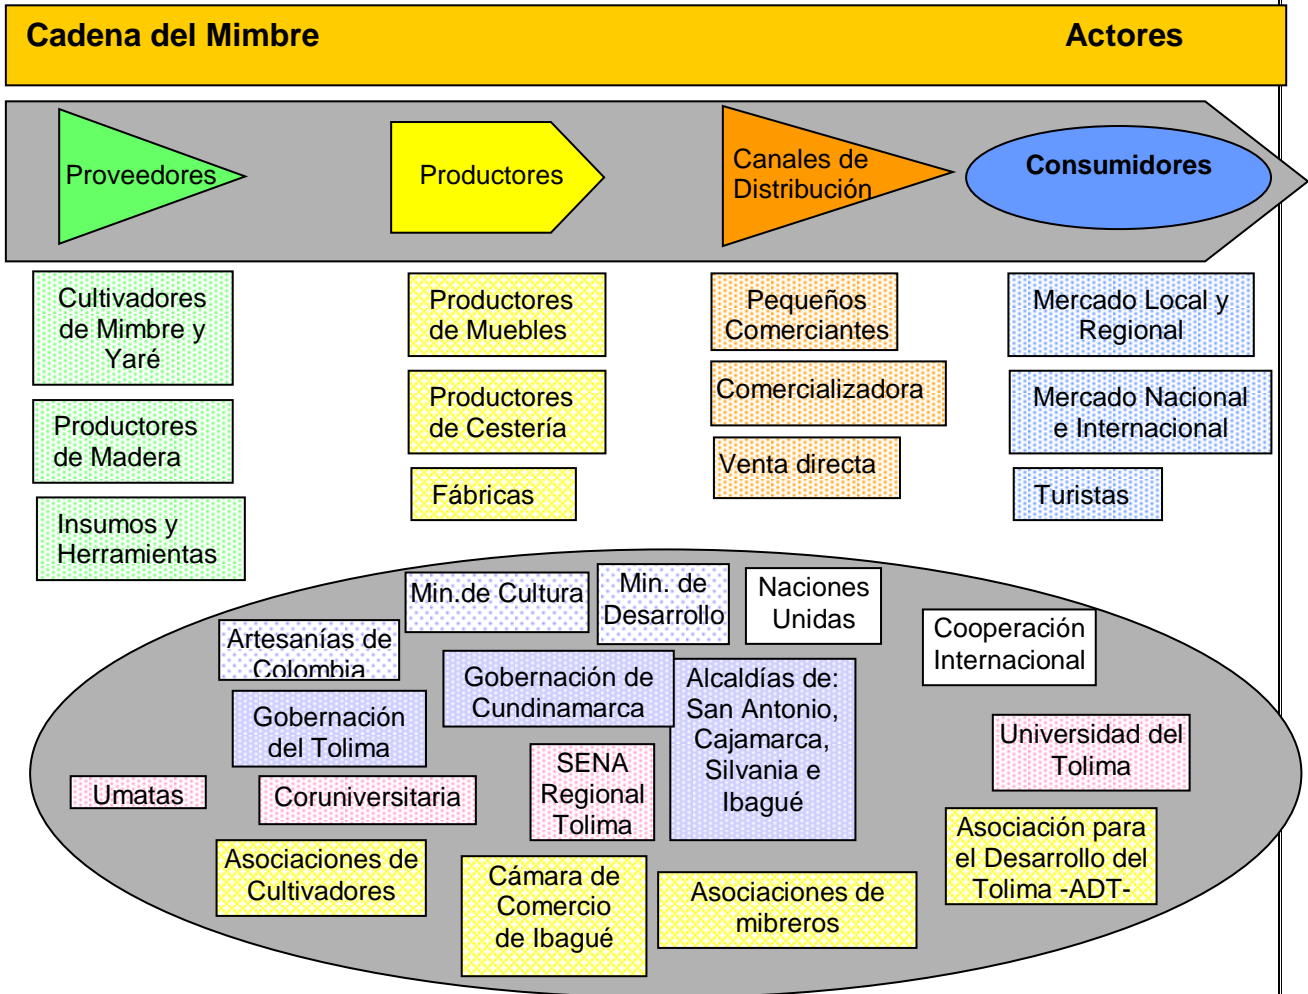 Cadena del Mimbre
Actores
Proveedores
Productores
Canales de
Distribución
Consumidores
Cultivadores
de Mimbre y
Yaré
Productores
de Madera
Insumos y
Herramientas
Productores
de Muebles
Productores
de Cestería
Fábricas
Pequeños
Comerciantes
Comercializadora
Venta directa
Mercado Local y
Regional
Mercado Nacional
e Internacional
Turistas
Min.de Cultura
Min. de
Desarrollo
Naciones
Unidas
Artesanías de
Colombia
Cooperación
Internacional
Gobernación de
Cundinamarca
Alcaldías de:
San Antonio,
Cajamarca,
Silvania e
Ibagué
Gobernación
del Tolima
Universidad del
Tolima
SENA
Regional
Tolima
Umatas
Coruniversitaria
Asociaciones de
Cultivadores
Cámara de
Comercio
de Ibagué
Asociaciones de
mibreros
Asociación para
el Desarrollo del
Tolima -ADT-